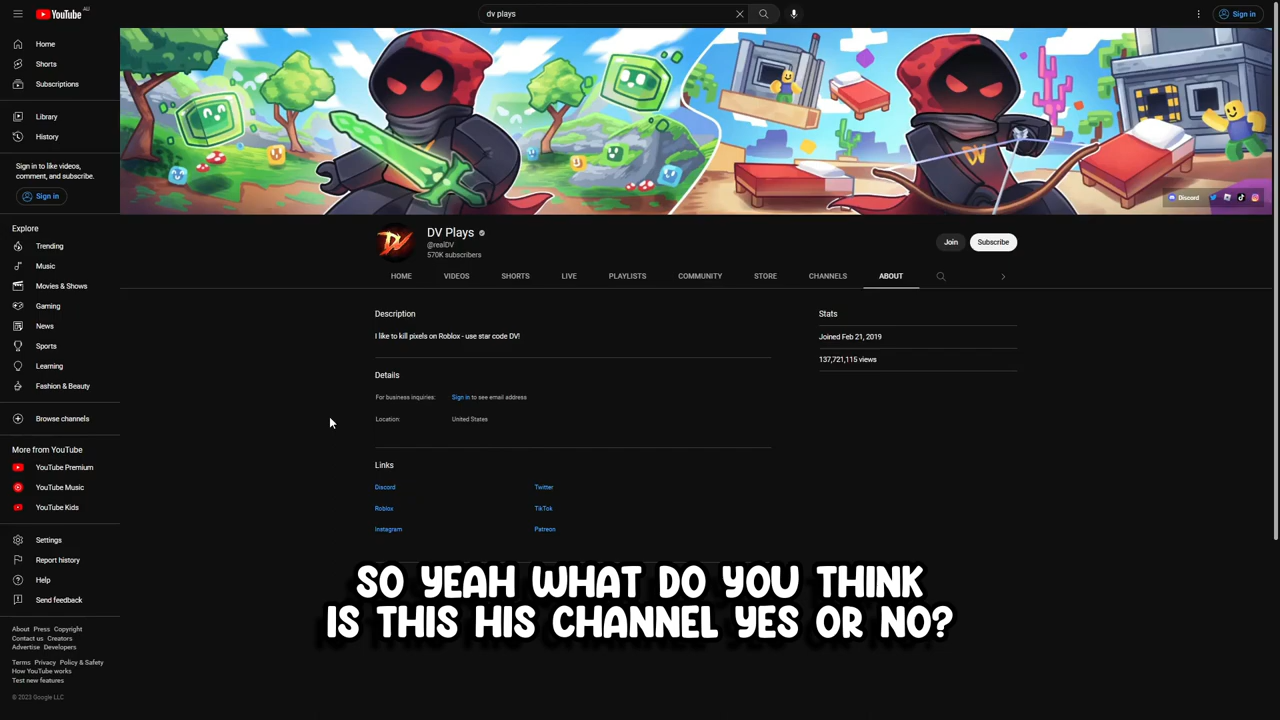 YouTube AU
dv plays
Sign in
Home
Shorts
Subscriptions
Library
History
Sign in to like videos,
comment, and subscribe.
Sign in
Explore
Trending
Music
Movies & Shows
Gaming
News
Sports
Learning
Fashion & Beauty
Browse channels
More from YouTube
YouTube Premium
YouTube Music
YouTube Kids
Settings
Report history
Help
Send feedback
About Press Copyright
Contact us Creators
Advertise Developers
Terms Privacy Policy & Safety
How YouTube works
Test new features
© 2023 Google LLC
DV
Discord
DV
DV Plays
@realDV
570K subscribers
Join
Subscribe
HOME
VIDEOS
SHORTS
LIVE
PLAYLISTS
COMMUNITY
STORE
CHANNELS
ABOUT
Description
I like to kill pixels on Roblox - use star code DV!
Details
For business inquiries: Sign in to see email address
Location: United States
Links
Discord
Twitter
Roblox
TikTok
Instagram
Patreon
Stats
Joined Feb 21, 2019
137,721,115 views
SO YEAH WHAT DO YOU THINK
IS THIS HIS CHANNEL YES OR NO?